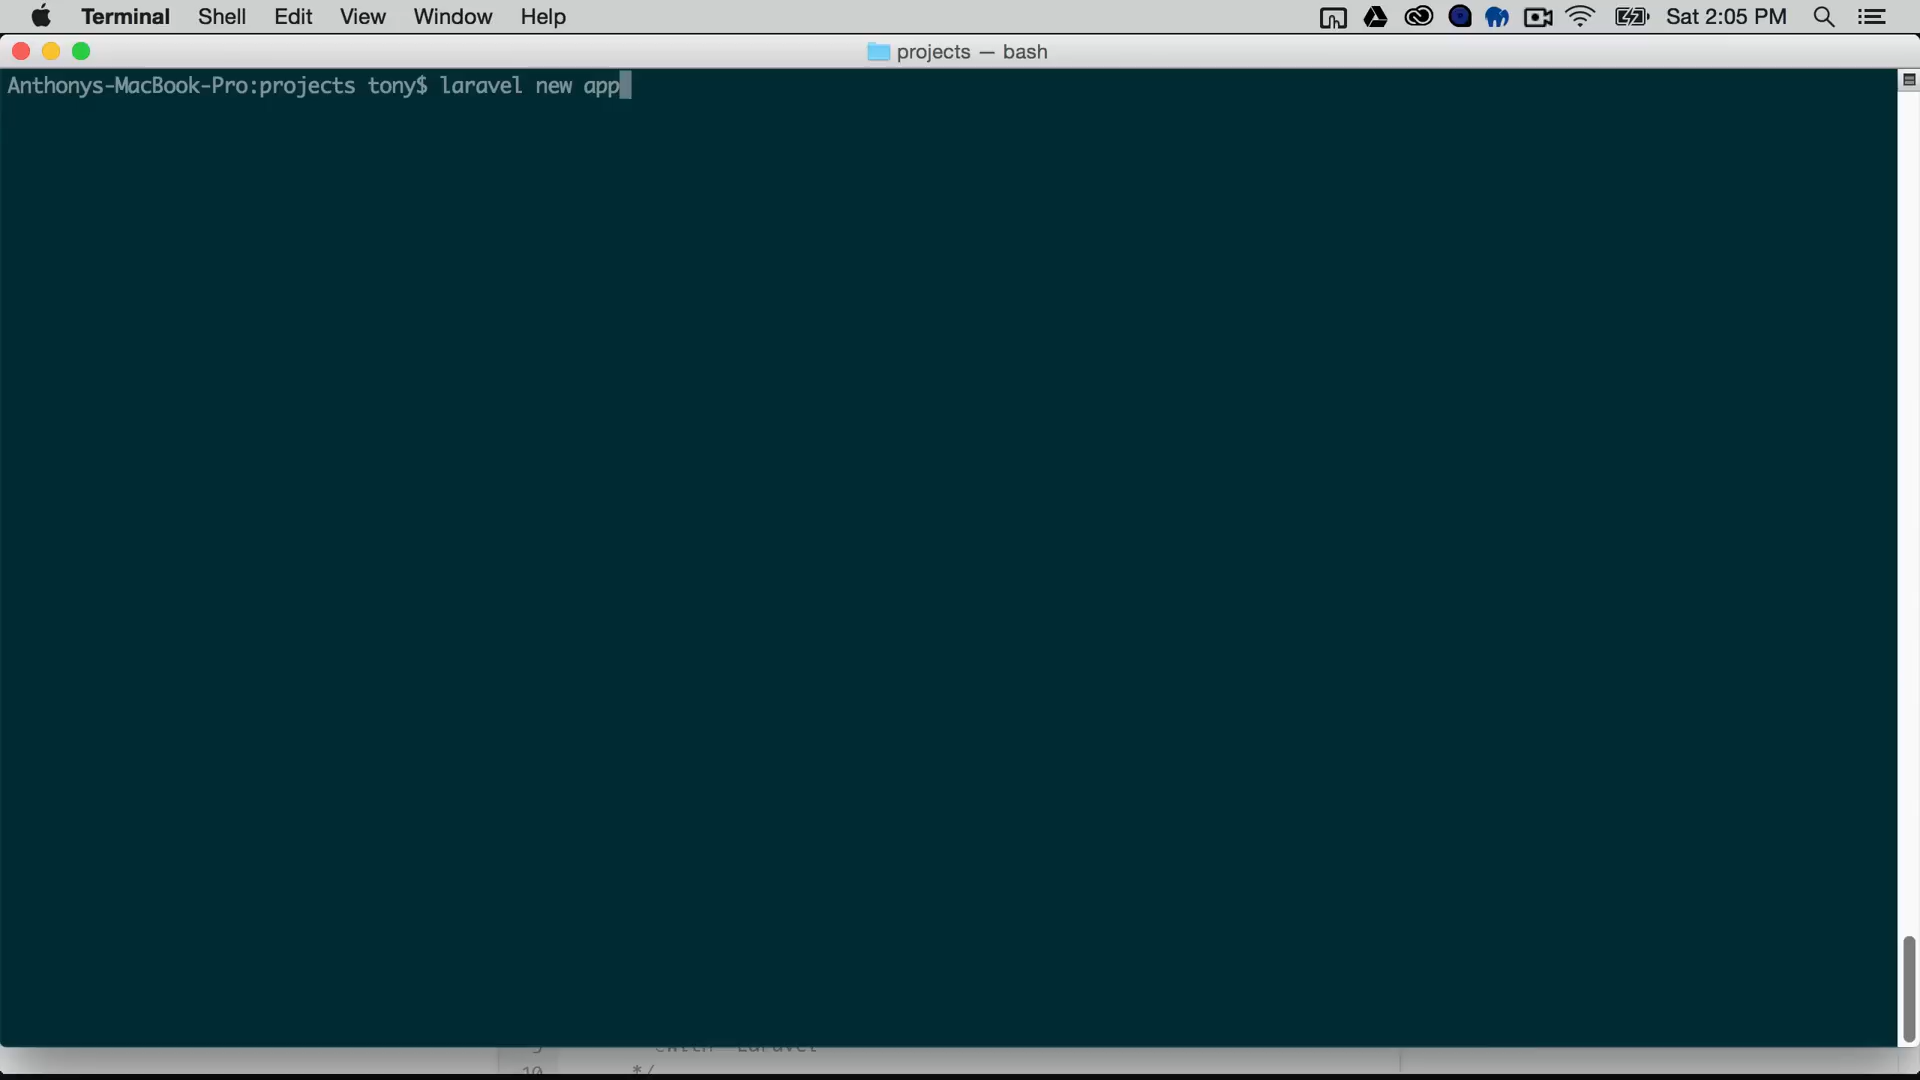 Terminal Shell Edit View Window Help Sat 2:05 PM
projects — bash
Anthonys-MacBook-Pro:projects tony$ laravel new app
10 */